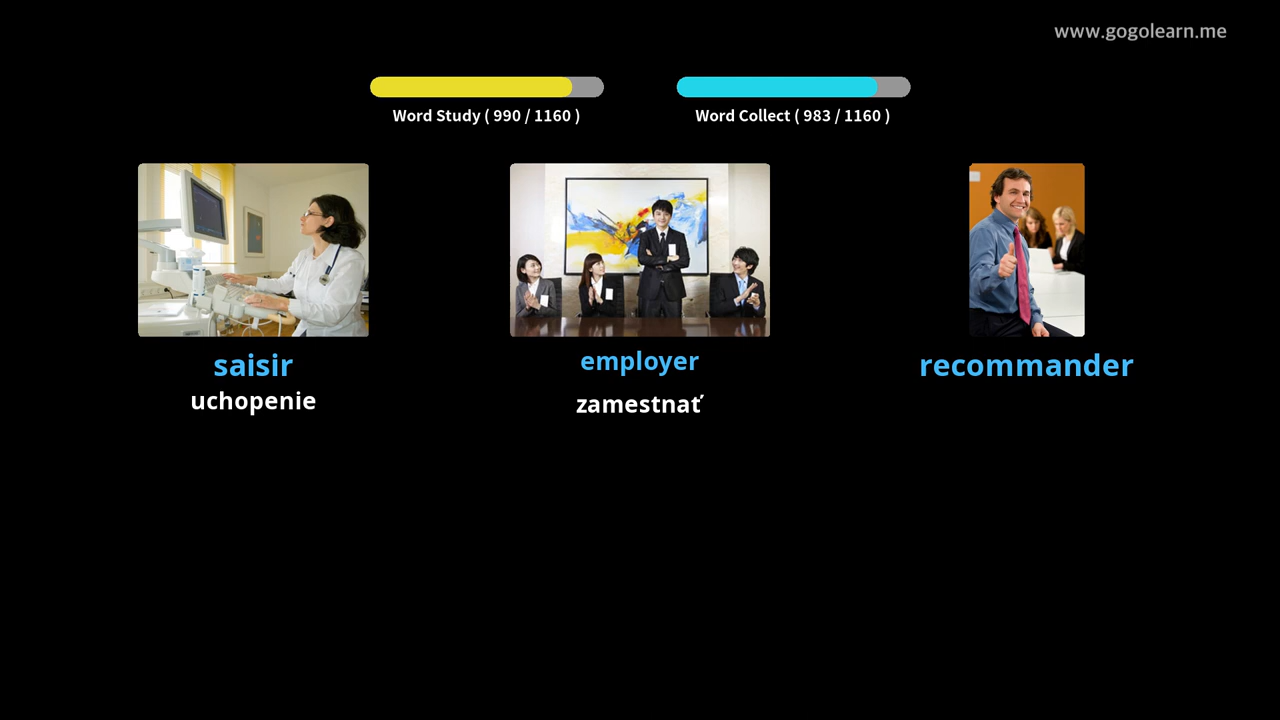 www.gogolearn.me
Word Study ( 990 / 1160 )
Word Collect ( 983 / 1160 )
saisir
employer
recommander
uchopenie
zamestnať